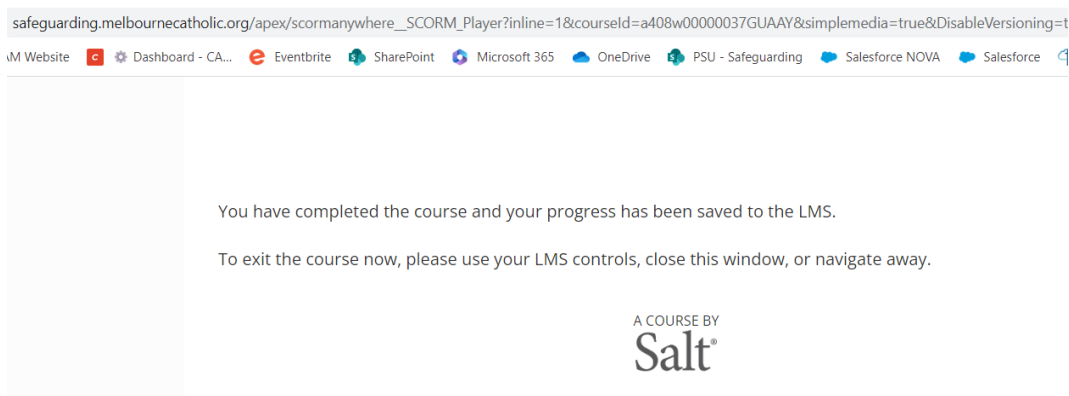 safeguarding.melbournecatholic.org/apex/scormanywhere__SCORM_Player?inline=1&courseId=a408w00000037GUAAY&simplemedia=true&DisableVersioning=t
AM Website Dashboard - CA... Eventbrite SharePoint Microsoft 365 OneDrive PSU - Safeguarding Salesforce NOVA Salesforce
You have completed the course and your progress has been saved to the LMS.
To exit the course now, please use your LMS controls, close this window, or navigate away.
A COURSE BY
Salt®